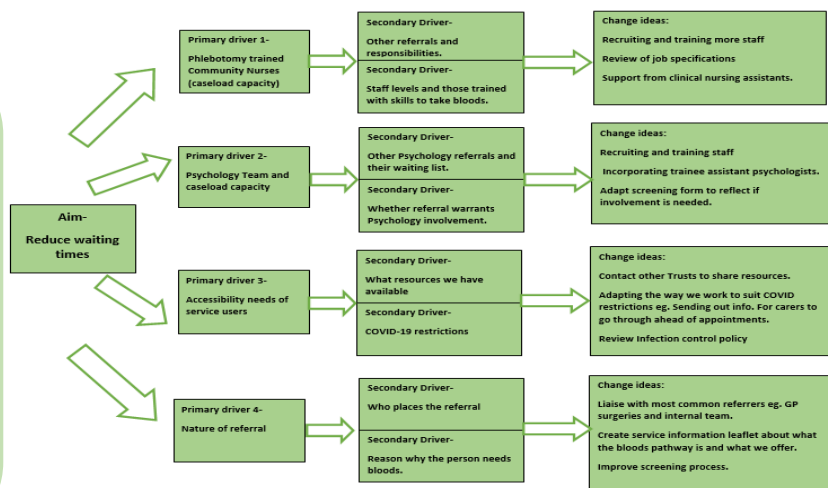 Aim-
Reduce waiting
times
Primary driver 1-
Phlebotomy trained
Community Nurses
(caseload capacity)
Secondary Driver-
Other referrals and
responsibilities.
Secondary Driver-
Staff levels and those trained
with skills to take bloods.
Change ideas:
Recruiting and training more staff
Review of job specifications
Support from clinical nursing assistants.
Primary driver 2-
Psychology Team and
caseload capacity
Secondary Driver-
Other Psychology referrals and
their waiting list.
Secondary Driver-
Whether referral warrants
Psychology involvement.
Change ideas:
Recruiting and training staff
Incorporating trainee assistant psychologists.
Adapt screening form to reflect if
involvement is needed.
Primary driver 3-
Accessibility needs of
service users
Secondary Driver-
What resources we have
available
Secondary Driver-
COVID-19 restrictions
Change ideas:
Contact other Trusts to share resources.
Adapting the way we work to suit COVID
restrictions eg. Sending out info. For carers to
go through ahead of appointments.
Review Infection control policy
Primary driver 4-
Nature of referral
Secondary Driver-
Who places the referral
Secondary Driver-
Reason why the person needs
bloods.
Change ideas:
Liaise with most common referrers eg. GP
surgeries and internal team.
Create service information leaflet about what
the bloods pathway is and what we offer.
Improve screening process.